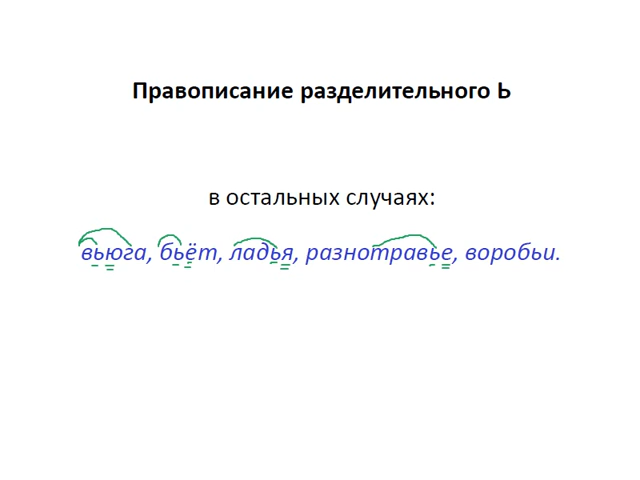 Правописание разделительного Ь
в остальных случаях:
вьюга, бьёт, ладья, разнотравье, воробьи.